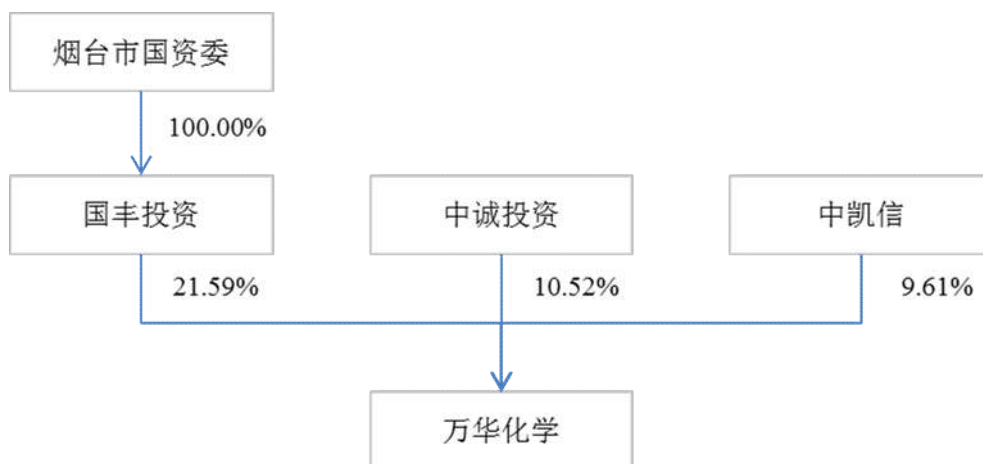 烟台市国资委
100.00%
国丰投资
中诚投资
中凯信
21.59%
10.52%
9.61%
万华化学